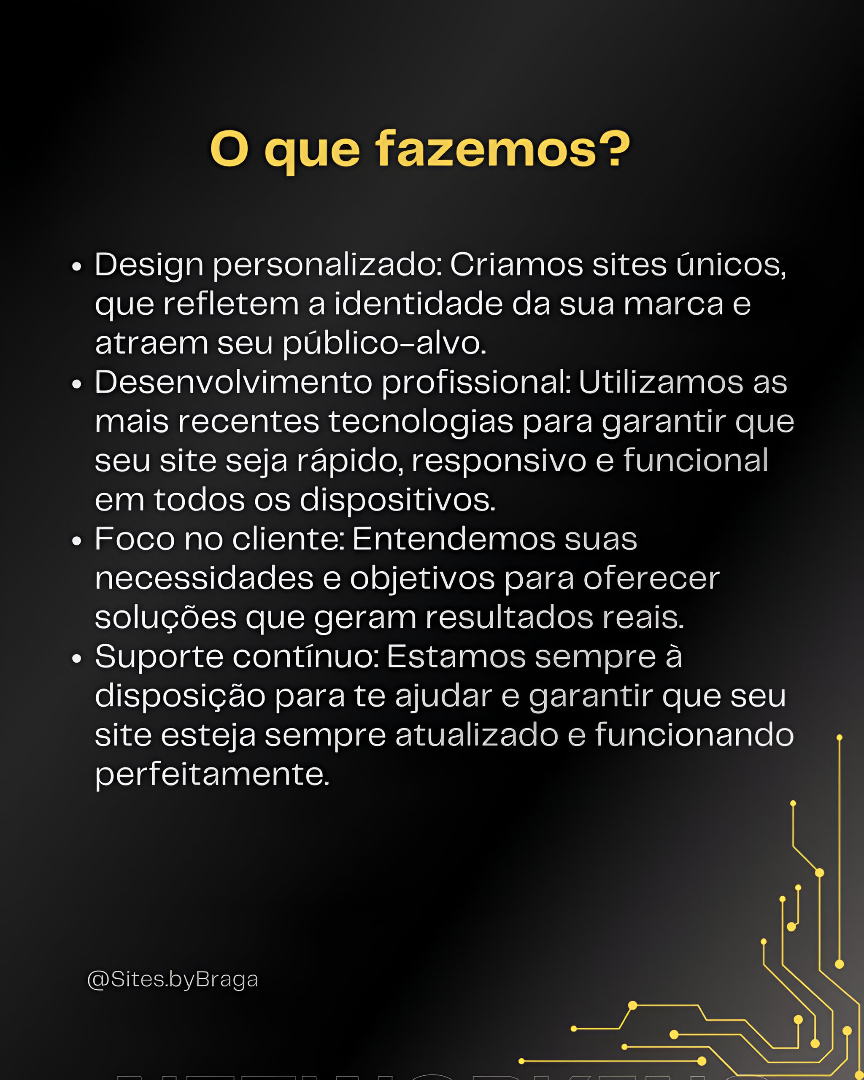 O que fazemos?
• Design personalizado: Criamos sites únicos,
que refletem a identidade da sua marca e
atraem seu público-alvo.
• Desenvolvimento profissional: Utilizamos as
mais recentes tecnologias para garantir que
seu site seja rápido, responsivo e funcional
em todos os dispositivos.
• Foco no cliente: Entendemos suas
necessidades e objetivos para oferecer
soluções que geram resultados reais.
• Suporte contínuo: Estamos sempre à
disposição para te ajudar e garantir que seu
site esteja sempre atualizado e funcionando
perfeitamente.
@Sites.byBraga